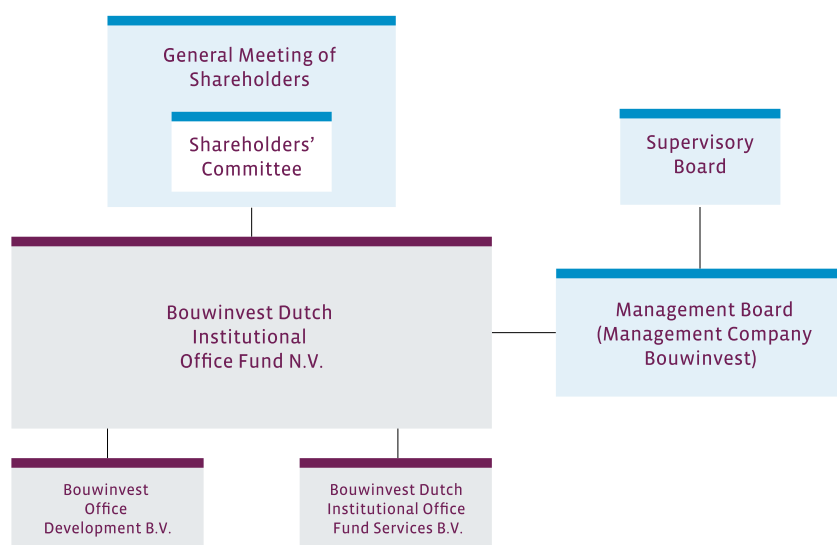 General Meeting of
Shareholders
Shareholders’
Committee
Supervisory
Board
Bouwinvest Dutch
Institutional
Office Fund N.V.
Management Board
(Management Company
Bouwinvest)
Bouwinvest
Office
Development B.V.
Bouwinvest Dutch
Institutional Office
Fund Services B.V.